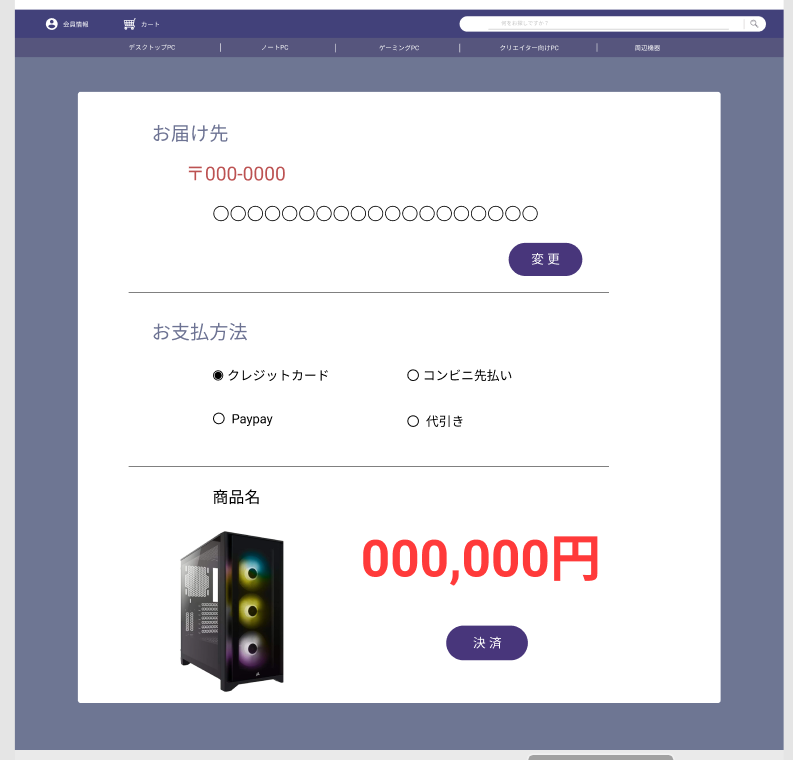 会員情報 カート 何をお探しですか？
デスクトップPC | ノートPC | ゲーミングPC | クリエイター向けPC | 周辺機器
お届け先
〒000-0000
〇〇〇〇〇〇〇〇〇〇〇〇〇〇〇〇〇〇〇
変更
お支払方法
◉ クレジットカード 〇 コンビニ先払い
〇 Paypay 〇 代引き
商品名
000,000円
決済